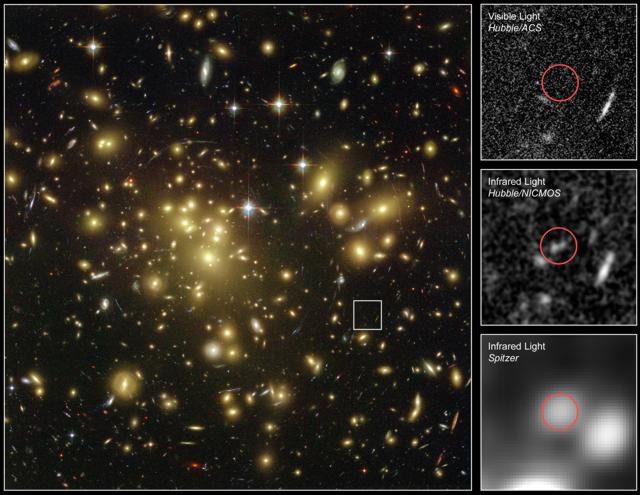 Visible Light
Hubble/ACS
Infrared Light
Hubble/NICMOS
Infrared Light
Spitzer